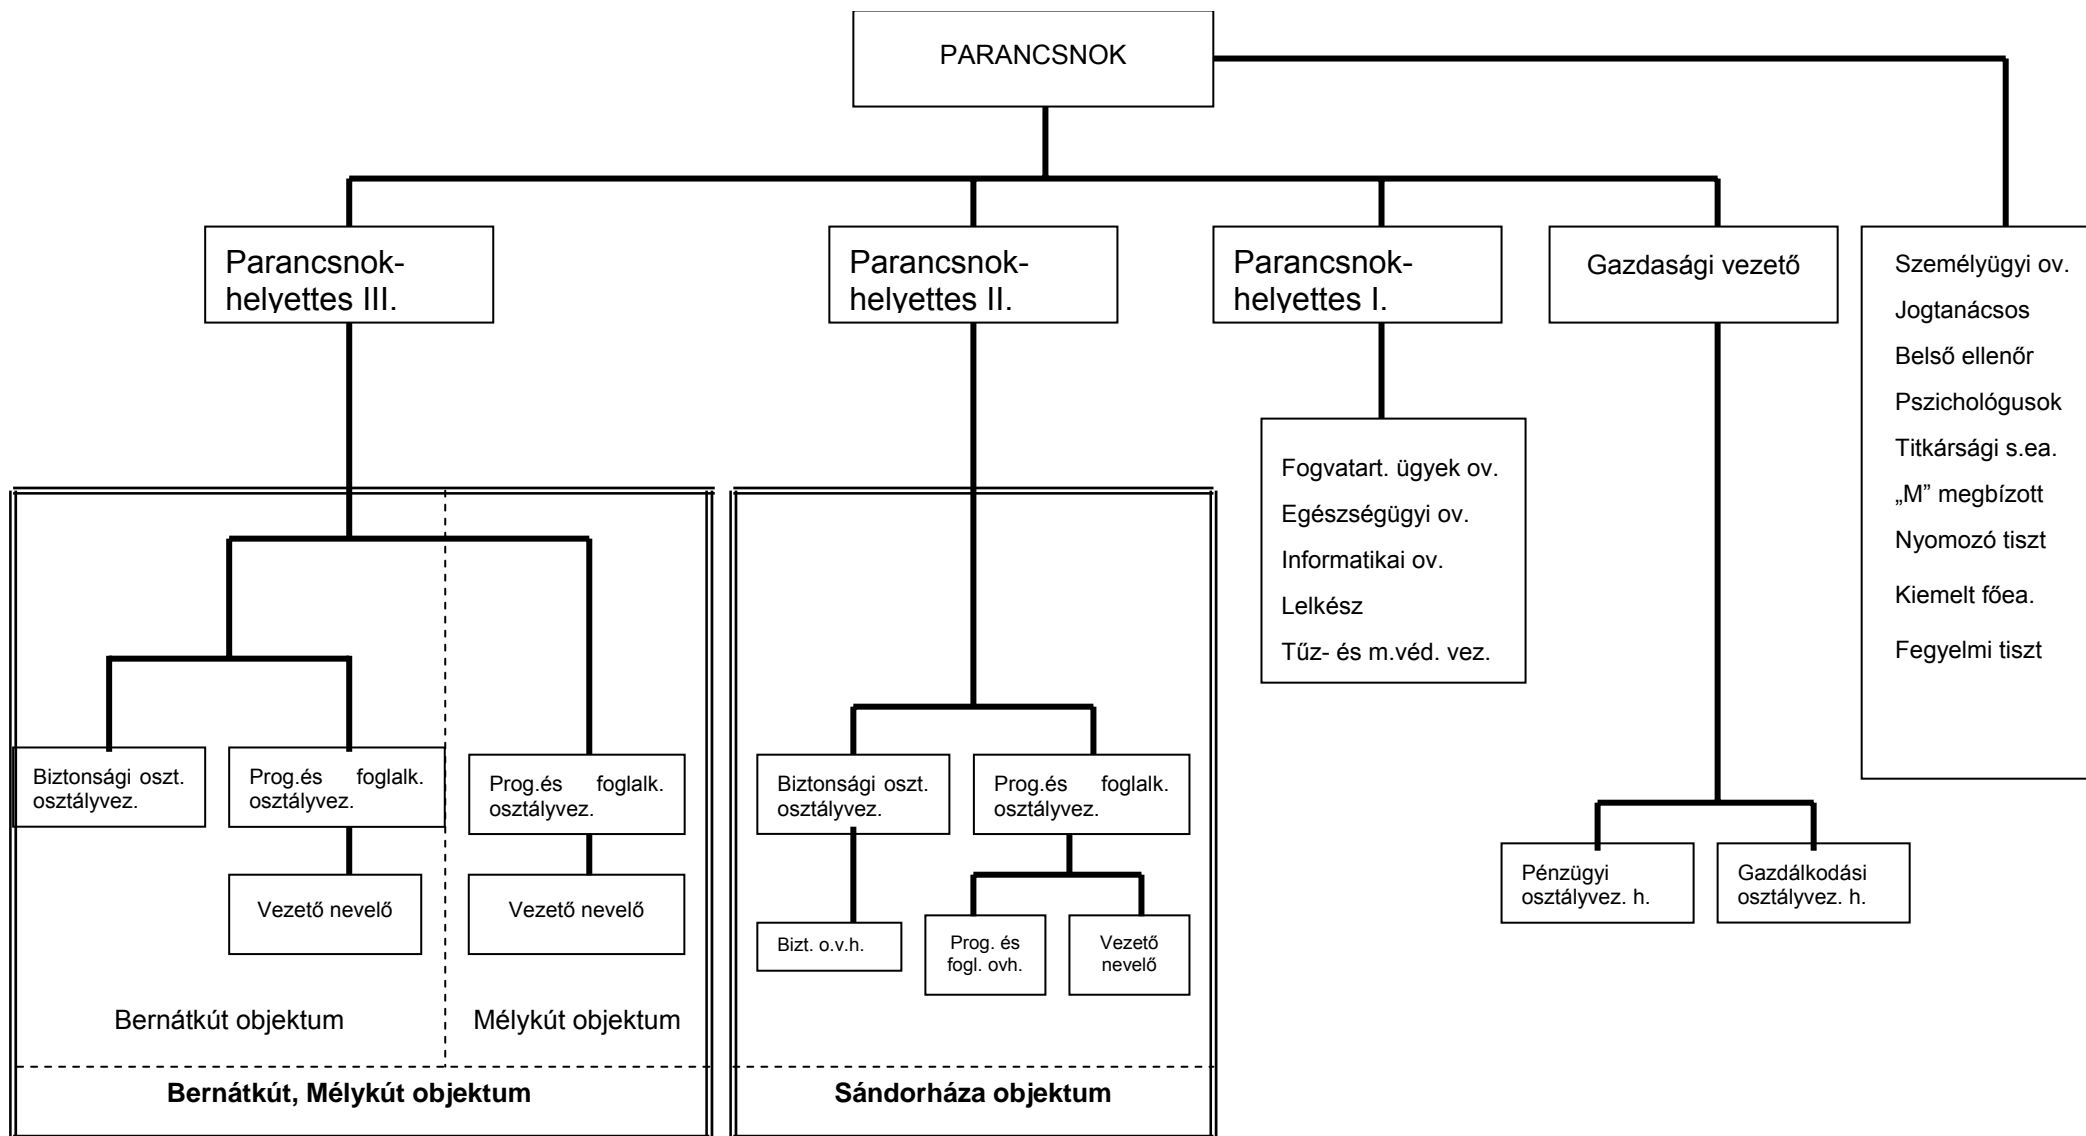 PARANCSNOK
Parancsnok-
helyettes III.
Parancsnok-
helyettes II.
Parancsnok-
helyettes I.
Gazdasági vezető
Személyügyi ov.
Jogtanácsos
Belső ellenőr
Pszichológusok
Titkársági s.ea.
„M” megbízott
Nyomozó tiszt
Kiemelt főea.
Fegyelmi tiszt
Fogvatart. ügyek ov.
Egészségügyi ov.
Informatikai ov.
Lelkész
Tűz- és m.véd. vez.
Biztonsági oszt.
osztályvez.
Prog.és foglalk.
osztályvez.
Prog.és foglalk.
osztályvez.
Biztonsági oszt.
osztályvez.
Prog.és foglalk.
osztályvez.
Vezető nevelő
Vezető nevelő
Bizt. o.v.h.
Prog. és
fogl. ovh.
Vezető
nevelő
Pénzügyi
osztályvez. h.
Gazdálkodási
osztályvez. h.
Bernátkút objektum
Mélykút objektum
Bernátkút, Mélykút objektum
Sándorháza objektum